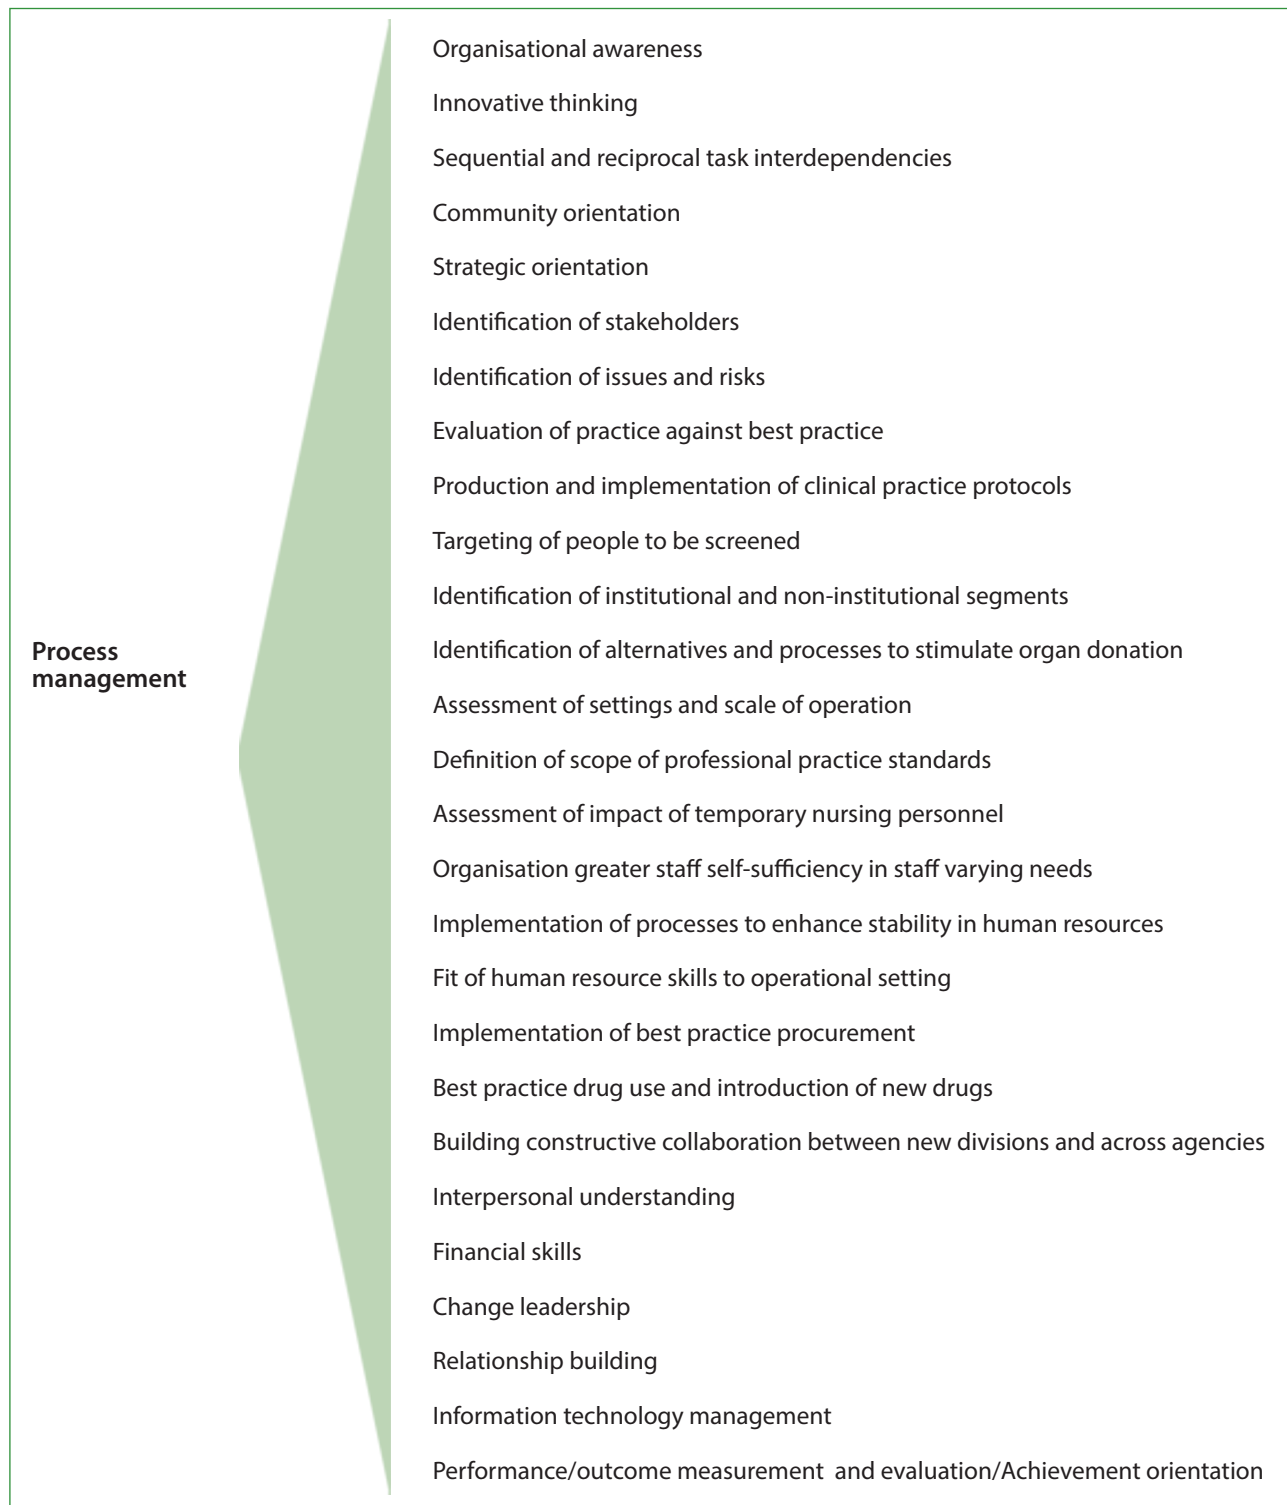 Organisational awareness
Innovative thinking
Sequential and reciprocal task interdependencies
Community orientation
Strategic orientation
Identification of stakeholders
Identification of issues and risks
Evaluation of practice against best practice
Production and implementation of clinical practice protocols
Targeting of people to be screened
Identification of institutional and non-institutional segments
Process
management
Identification of alternatives and processes to stimulate organ donation
Assessment of settings and scale of operation
Definition of scope of professional practice standards
Assessment of impact of temporary nursing personnel
Organisation greater staff self-sufficiency in staff varying needs
Implementation of processes to enhance stability in human resources
Fit of human resource skills to operational setting
Implementation of best practice procurement
Best practice drug use and introduction of new drugs
Building constructive collaboration between new divisions and across agencies
Interpersonal understanding
Financial skills
Change leadership
Relationship building
Information technology management
Performance/outcome measurement and evaluation/Achievement orientation